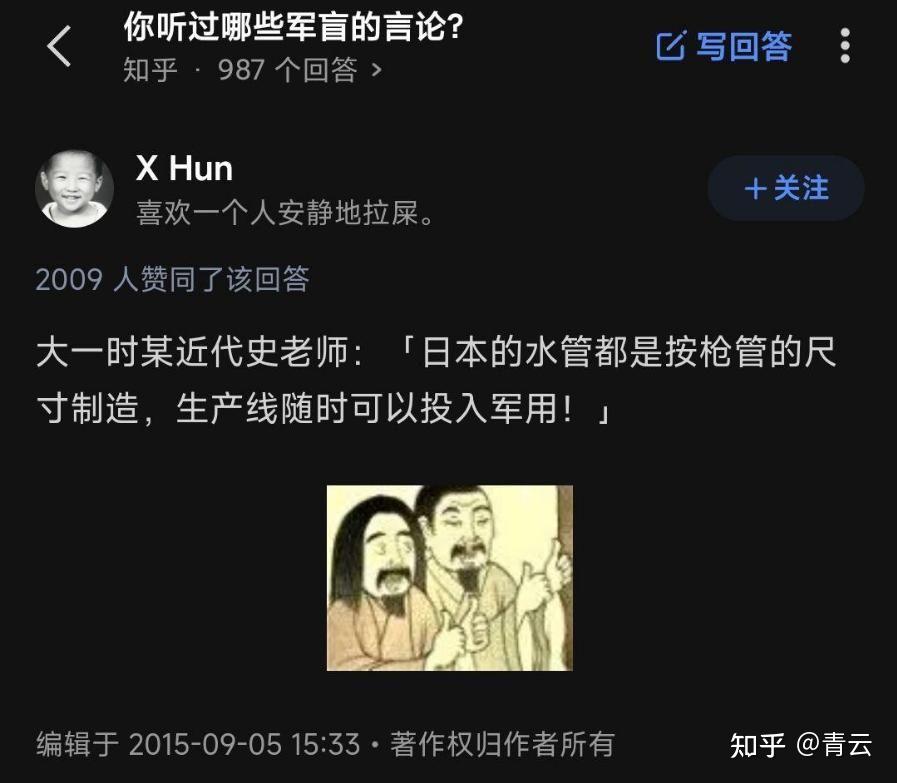 你听过哪些军盲的言论?
知乎 · 987 个回答 >
写回答
X Hun
喜欢一个人安静地拉屎。
+关注
2009 人赞同了该回答
大一时某近代史老师：「日本的水管都是按枪管的尺
寸制造，生产线随时可以投入军用！」
编辑于 2015-09-05 15:33 · 著作权归作者所有
知乎 @青云